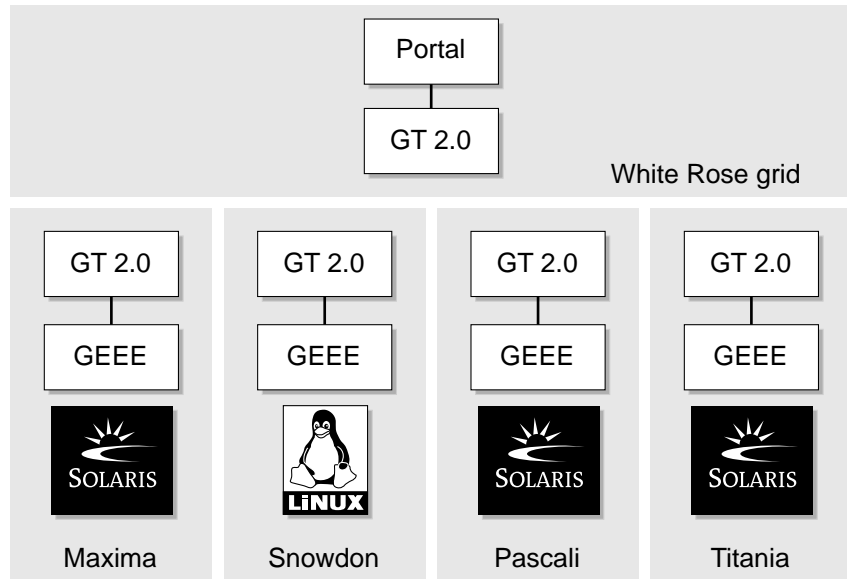 Portal
GT 2.0
White Rose grid
GT 2.0
GEEE
SOLARIS
Maxima
GT 2.0
GEEE
LiNUX
Snowdon
GT 2.0
GEEE
SOLARIS
Pascali
GT 2.0
GEEE
SOLARIS
Titania